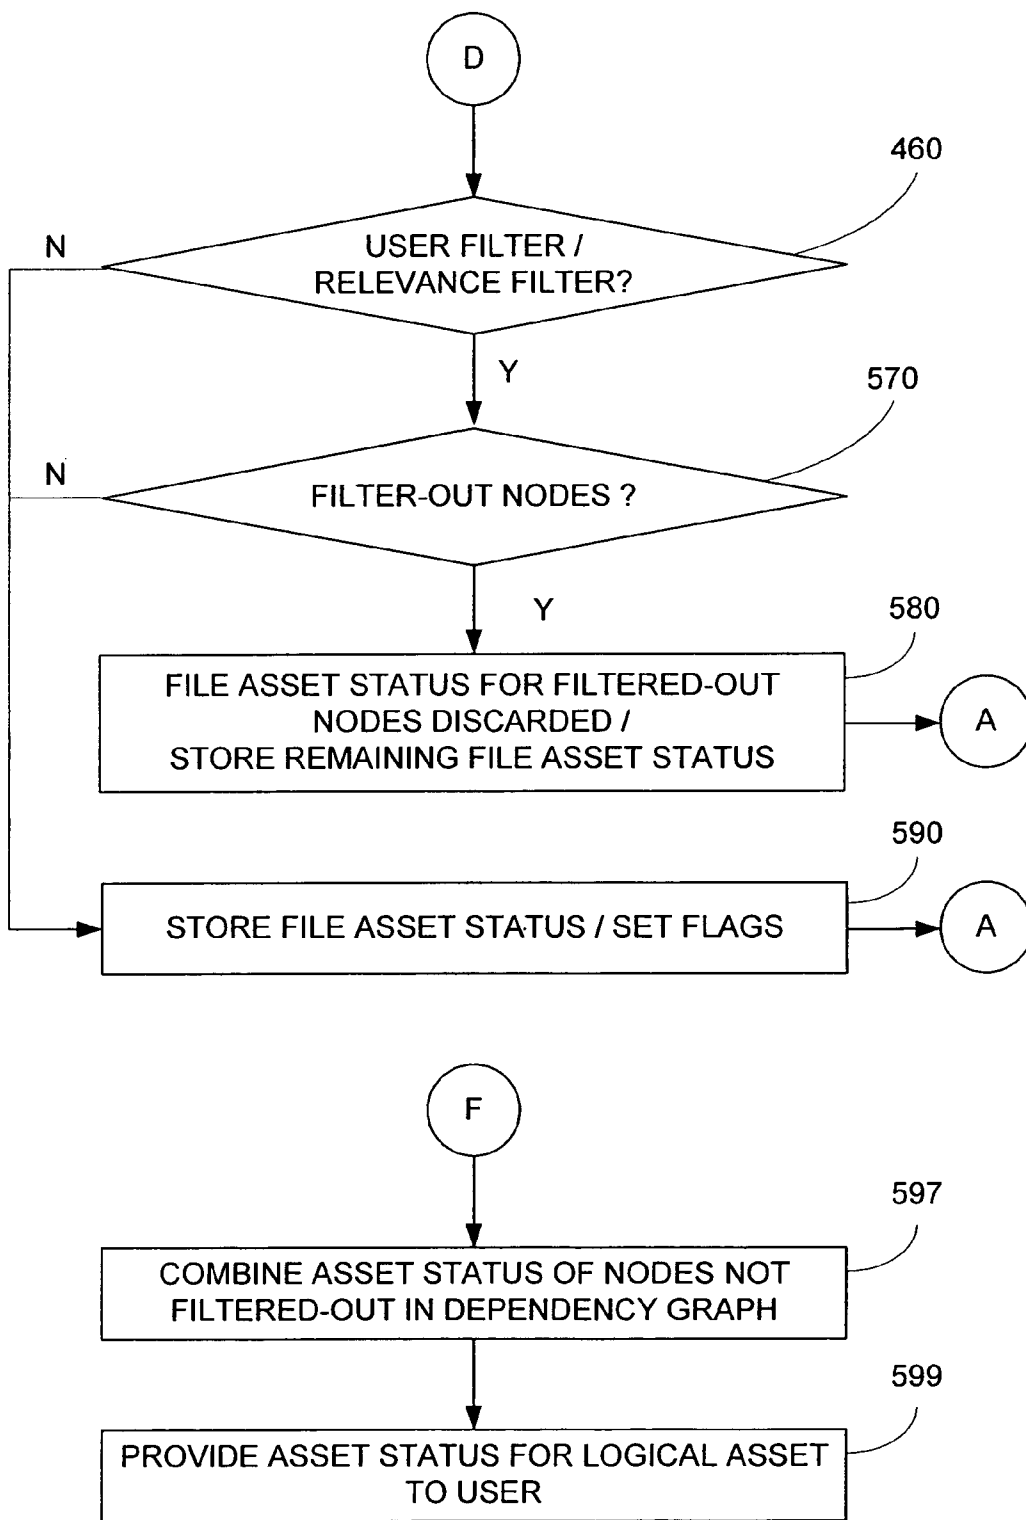 D
460
N
USER FILTER /
RELEVANCE FILTER?
Y
570
N
FILTER-OUT NODES ?
Y
580
FILE ASSET STATUS FOR FILTERED-OUT
NODES DISCARDED /
STORE REMAINING FILE ASSET STATUS
A
590
STORE FILE ASSET STATUS / SET FLAGS
A
F
597
COMBINE ASSET STATUS OF NODES NOT
FILTERED-OUT IN DEPENDENCY GRAPH
599
PROVIDE ASSET STATUS FOR LOGICAL ASSET
TO USER